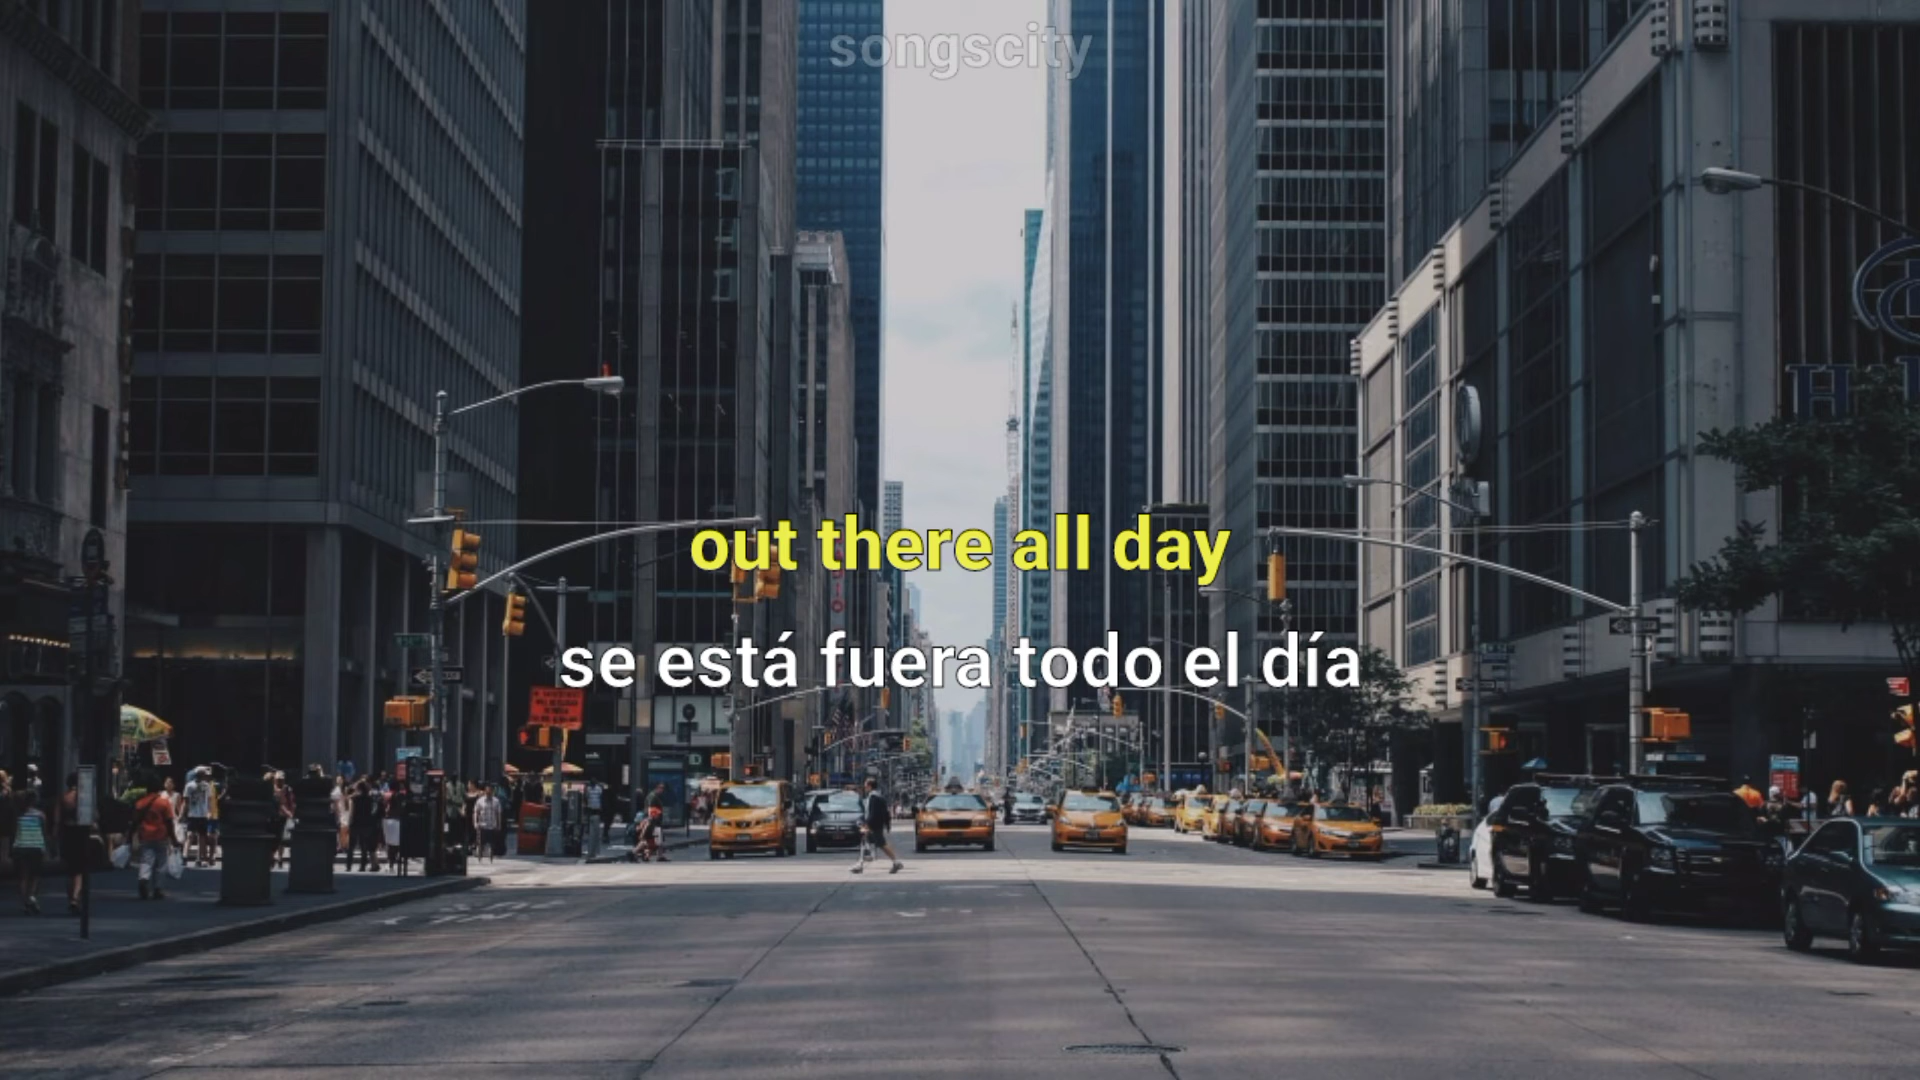 songscity
out there all day
se está fuera todo el día